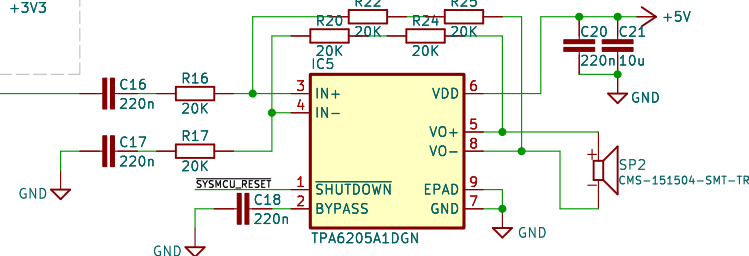 +3V3
R22 R25
20K 20K
R20 R24
20K 20K
+5V
C20 C21
220n 10u
GND
IC5
C16 R16
220n 20K
3 IN+ VDD 6
4 IN-
C17 R17
220n 20K
VO+ 5
VO- 8
SP2
CMS-151504-SMT-TR
+
−
GND
SYSMCU_RESET
1 SHUTDOWN EPAD 9
C18
220n
2 BYPASS GND 7
GND
GND
TPA6205A1DGN